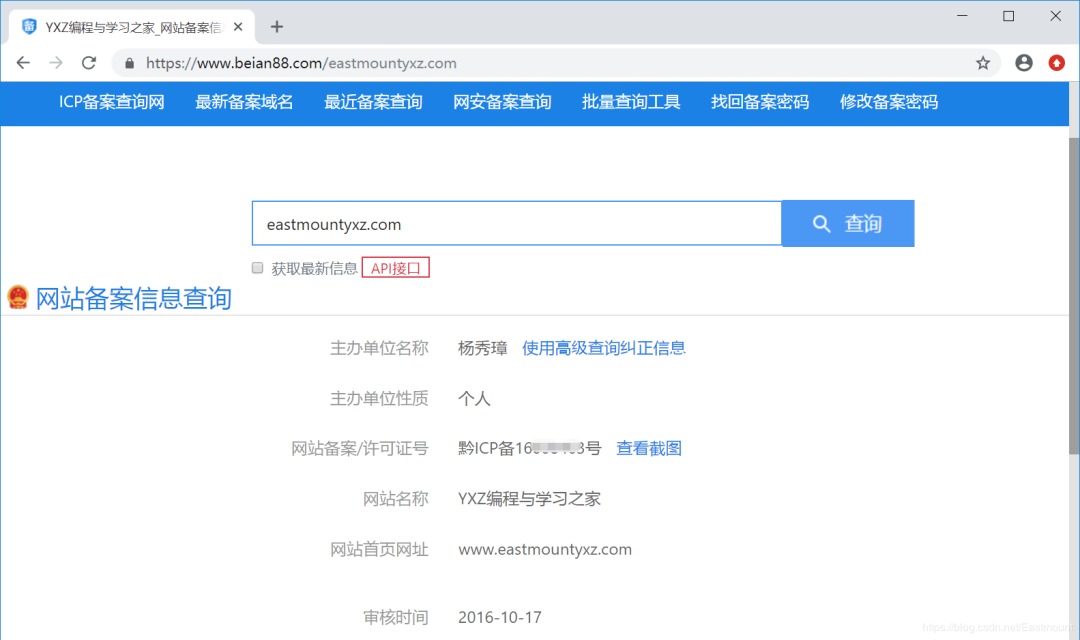 YXZ编程与学习之家_网站备案信
https://www.beian88.com/eastmountyxz.com
ICP备案查询网 最新备案域名 最近备案查询 网安备案查询 批量查询工具 找回备案密码 修改备案密码
eastmountyxz.com 查询
获取最新信息 API接口
网站备案信息查询
主办单位名称 杨秀璋 使用高级查询纠正信息
主办单位性质 个人
网站备案/许可证号 黔ICP备16 3号 查看截图
网站名称 YXZ编程与学习之家
网站首页网址 www.eastmountyxz.com
审核时间 2016-10-17
https://blog.csdn.net/Eastmount